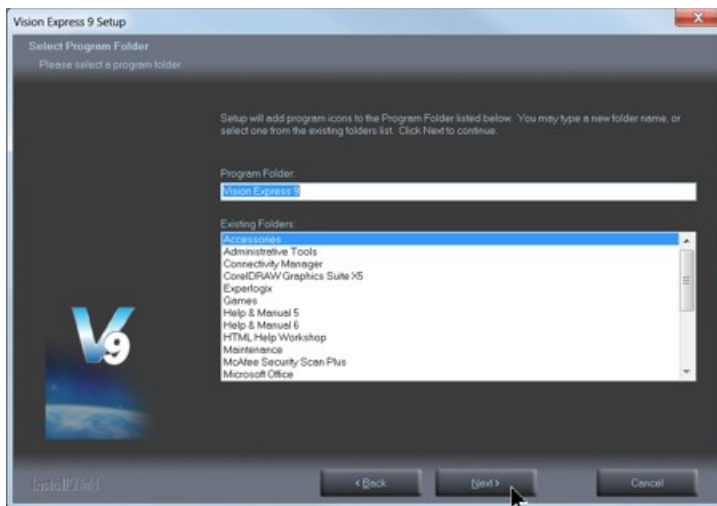 Vision Express 9 Setup
Select Program Folder
Please select a program folder.
Setup will add program icons to the Program Folder listed below. You may type a new folder name, or
select one from the existing folders list. Click Next to continue.
Program Folder:
Vision Express 9
Existing Folders:
Accessories
Administrative Tools
Connectivity Manager
CorelDRAW Graphics Suite X5
Experlogix
Games
Help & Manual 5
Help & Manual 6
HTML Help Workshop
Maintenance
McAfee Security Scan Plus
Microsoft Office
V9
InstallShield
< Back
Next >
Cancel